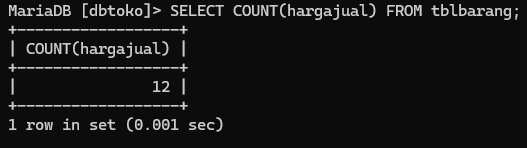 MariaDB [dbtoko]> SELECT COUNT(hargajual) FROM tblbarang;
+------------------+
| COUNT(hargajual) |
+------------------+
|               12 |
+------------------+
1 row in set (0.001 sec)